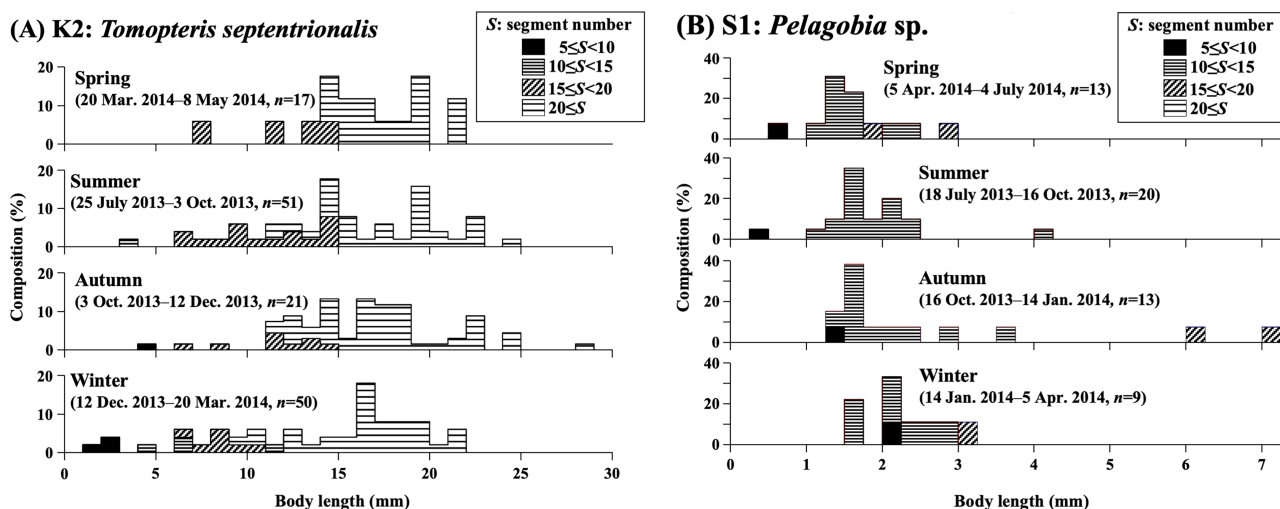 (A) K2: Tomopteris septentrionalis
S: segment number
5≤S<10
10≤S<15
15≤S<20
20≤S
Composition (%)
20
10
0
Spring
(20 Mar. 2014–8 May 2014, n=17)
20
10
0
Summer
(25 July 2013–3 Oct. 2013, n=51)
20
10
0
Autumn
(3 Oct. 2013–12 Dec. 2013, n=21)
20
10
0
Winter
(12 Dec. 2013–20 Mar. 2014, n=50)
0 5 10 15 20 25 30
Body length (mm)
(B) S1: Pelagobia sp.
S: segment number
5≤S<10
10≤S<15
15≤S<20
20≤S
Composition (%)
40
20
0
Spring
(5 Apr. 2014–4 July 2014, n=13)
40
20
0
Summer
(18 July 2013–16 Oct. 2013, n=20)
40
20
0
Autumn
(16 Oct. 2013–14 Jan. 2014, n=13)
40
20
0
Winter
(14 Jan. 2014–5 Apr. 2014, n=9)
0 1 2 3 4 5 6 7
Body length (mm)